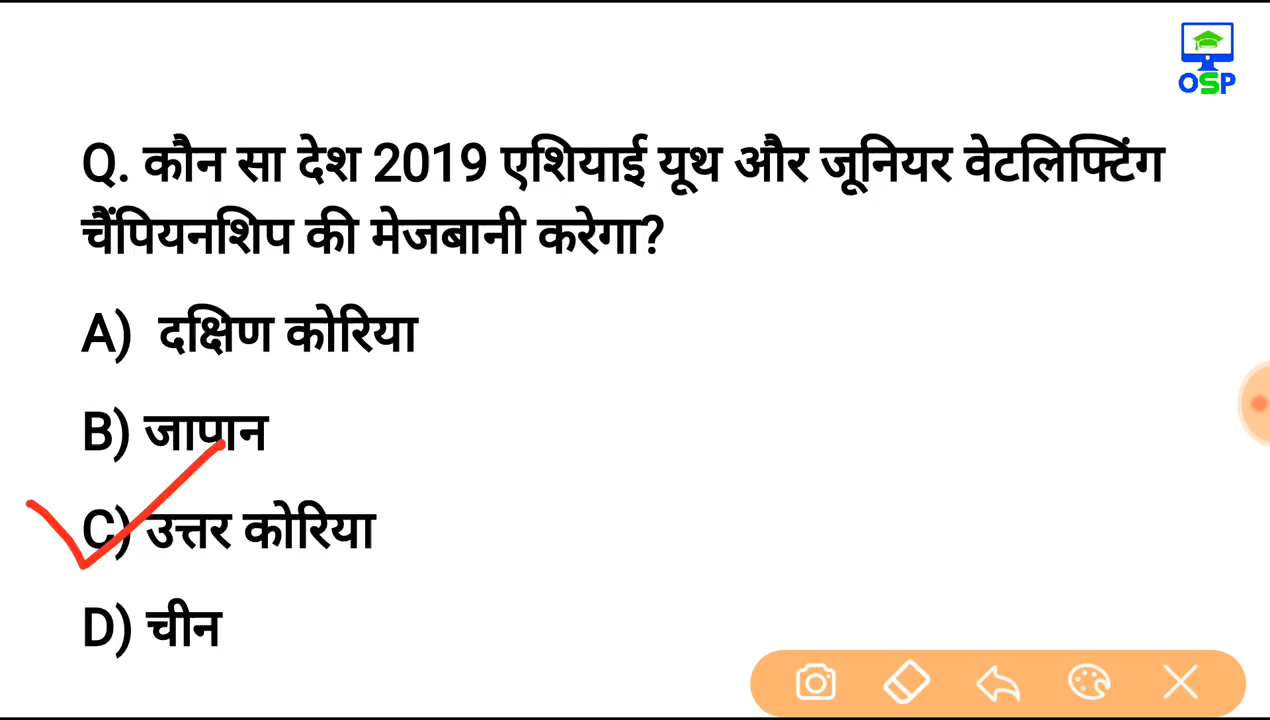 OSP
Q. कौन सा देश 2019 एशियाई यूथ और जूनियर वेटलिफ्टिंग
चैंपियनशिप की मेजबानी करेगा?
A) दक्षिण कोरिया
B) जापान
C) उत्तर कोरिया
D) चीन